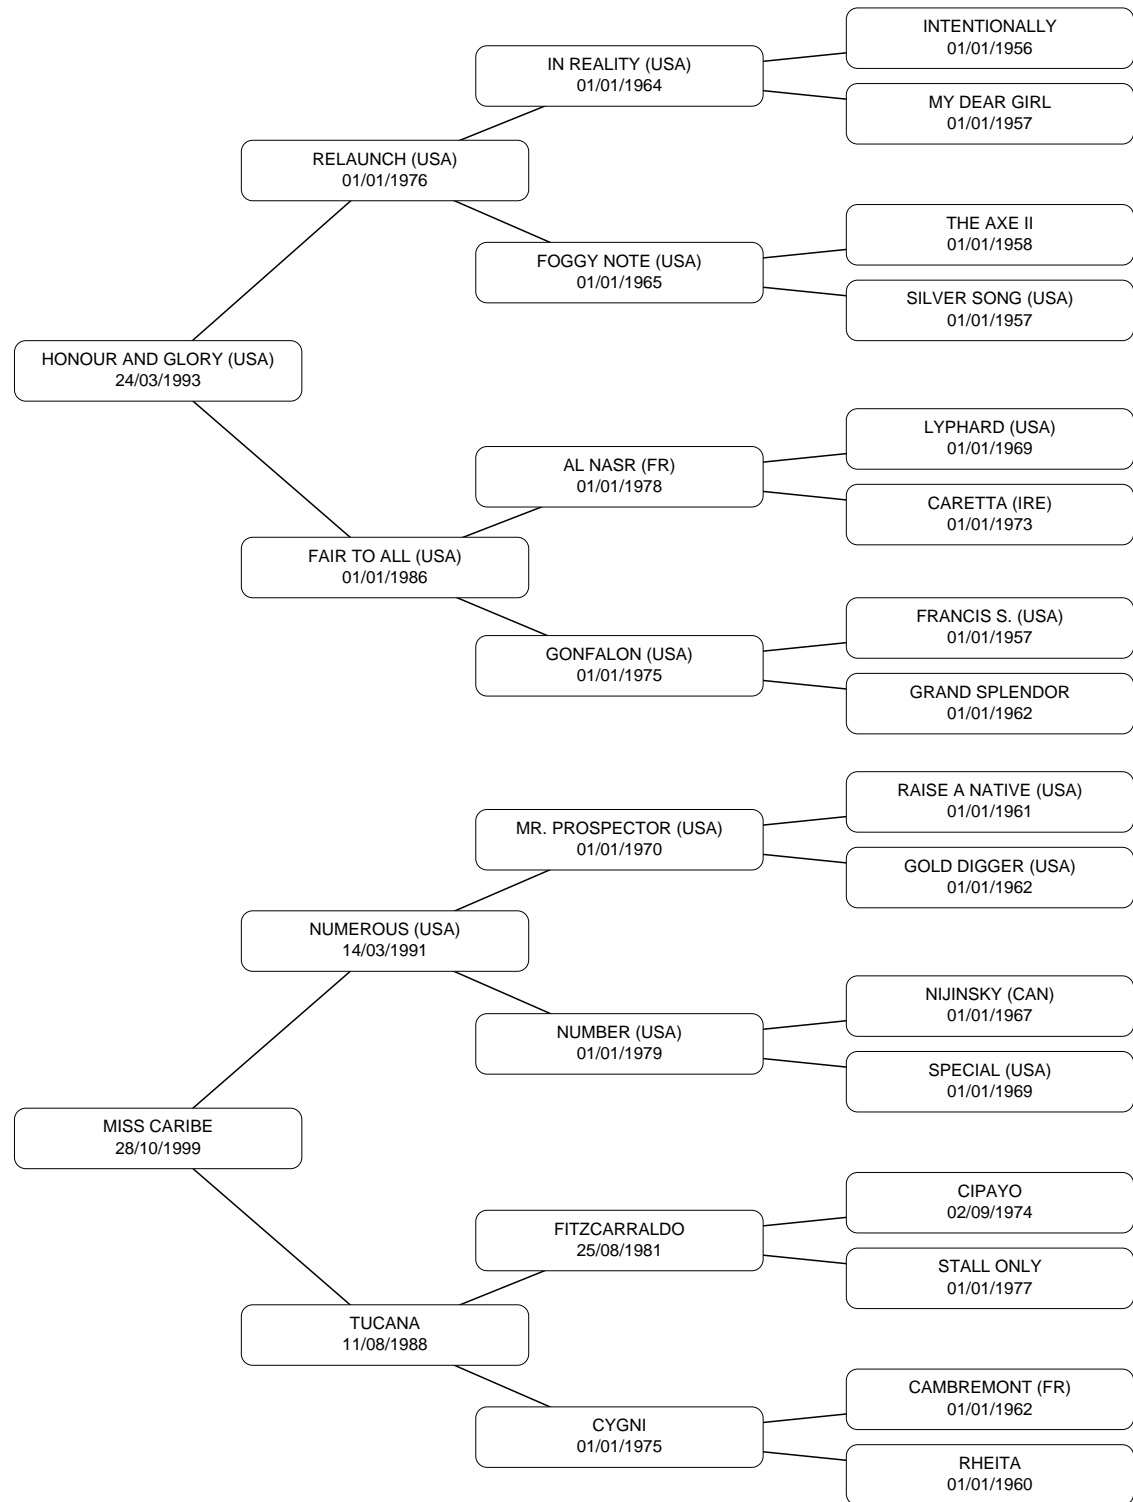 INTENTIONALLY
01/01/1956
IN REALITY (USA)
01/01/1964
MY DEAR GIRL
01/01/1957
RELAUNCH (USA)
01/01/1976
THE AXE II
01/01/1958
FOGGY NOTE (USA)
01/01/1965
SILVER SONG (USA)
01/01/1957
HONOUR AND GLORY (USA)
24/03/1993
LYPHARD (USA)
01/01/1969
AL NASR (FR)
01/01/1978
CARETTA (IRE)
01/01/1973
FAIR TO ALL (USA)
01/01/1986
FRANCIS S. (USA)
01/01/1957
GONFALON (USA)
01/01/1975
GRAND SPLENDOR
01/01/1962
RAISE A NATIVE (USA)
01/01/1961
MR. PROSPECTOR (USA)
01/01/1970
GOLD DIGGER (USA)
01/01/1962
NUMEROUS (USA)
14/03/1991
NIJINSKY (CAN)
01/01/1967
NUMBER (USA)
01/01/1979
SPECIAL (USA)
01/01/1969
MISS CARIBE
28/10/1999
CIPAYO
02/09/1974
FITZCARRALDO
25/08/1981
STALL ONLY
01/01/1977
TUCANA
11/08/1988
CAMBREMONT (FR)
01/01/1962
CYGNI
01/01/1975
RHEITA
01/01/1960